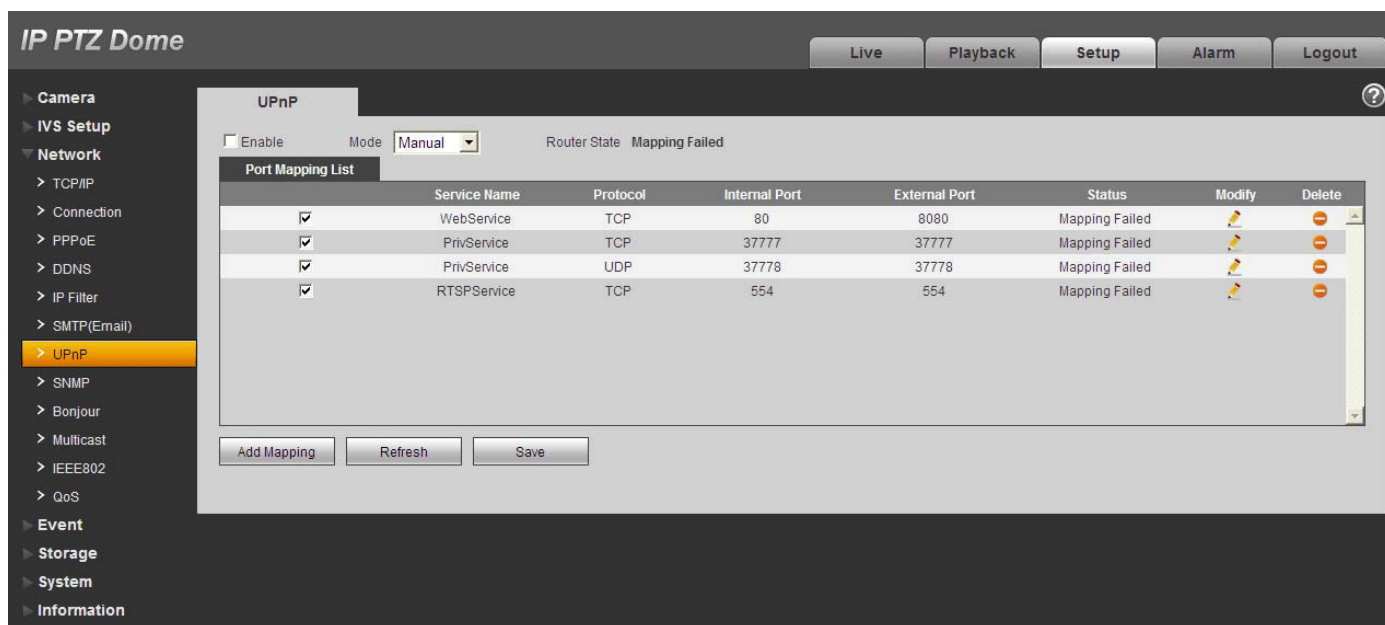 IP PTZ Dome
Live Playback Setup Alarm Logout
Camera
IVS Setup
Network
> TCP/IP
> Connection
> PPPoE
> DDNS
> IP Filter
> SMTP(Email)
> UPnP
> SNMP
> Bonjour
> Multicast
> IEEE802
> QoS
Event
Storage
System
Information
UPnP
?
Enable Mode Manual Router State Mapping Failed
Port Mapping List
Service Name Protocol Internal Port External Port Status Modify Delete
WebService TCP 80 8080 Mapping Failed
PrivService TCP 37777 37777 Mapping Failed
PrivService UDP 37778 37778 Mapping Failed
RTSPService TCP 554 554 Mapping Failed
Add Mapping Refresh Save